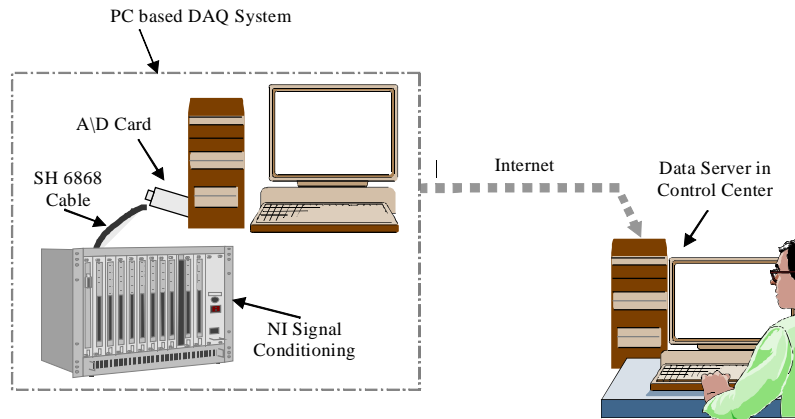 PC based DAQ System
A\D Card
SH 6868
Cable
NI Signal
Conditioning
Internet
Data Server in
Control Center